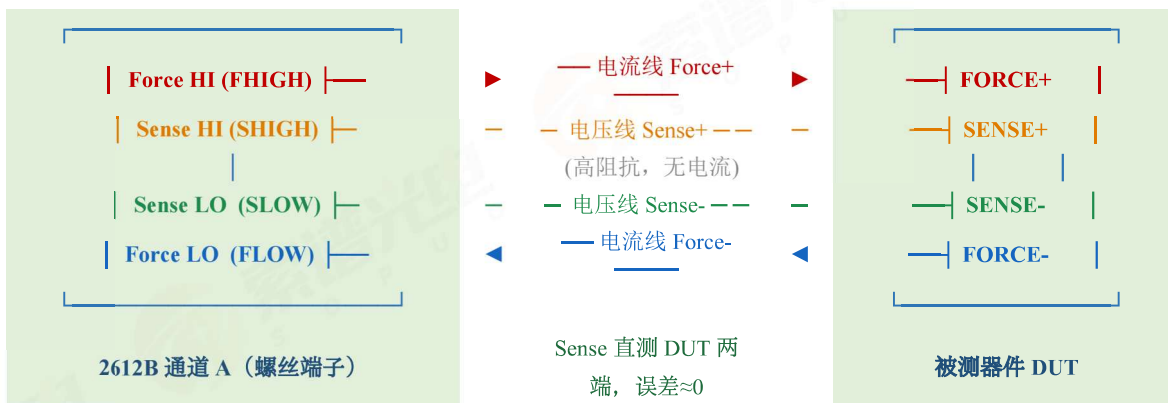 Force HI (FHIGH)
电流线 Force+
FORCE+
Sense HI (SHIGH)
电压线 Sense+
SENSE+
(高阻抗，无电流)
Sense LO (SLOW)
电压线 Sense-
SENSE-
Force LO (FLOW)
电流线 Force-
FORCE-
2612B 通道 A（螺丝端子）
Sense 直测 DUT 两
端，误差≈0
被测器件 DUT